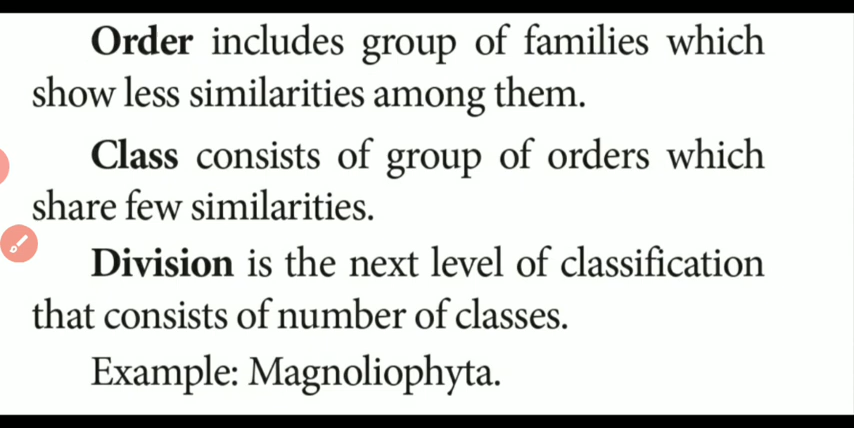 Order includes group of families which
show less similarities among them.
Class consists of group of orders which
share few similarities.
Division is the next level of classification
that consists of number of classes.
Example: Magnoliophyta.